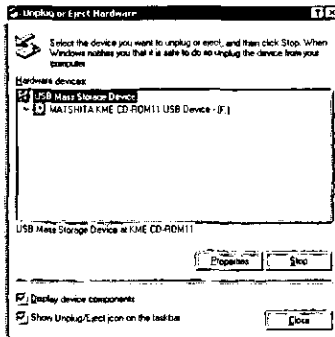 Unplug or Eject Hardware
Select the device you want to unplug or eject, and then click Stop. When
Windows notifies you that it is safe to do so unplug the device from your
computer.
Hardware devices:
USB Mass Storage Device
MATSHITA KME CD-ROM11 USB Device - (F:)
USB Mass Storage Device at KME CD-ROM11
Properties
Stop
Display device components
Show Unplug/Eject icon on the taskbar
Close